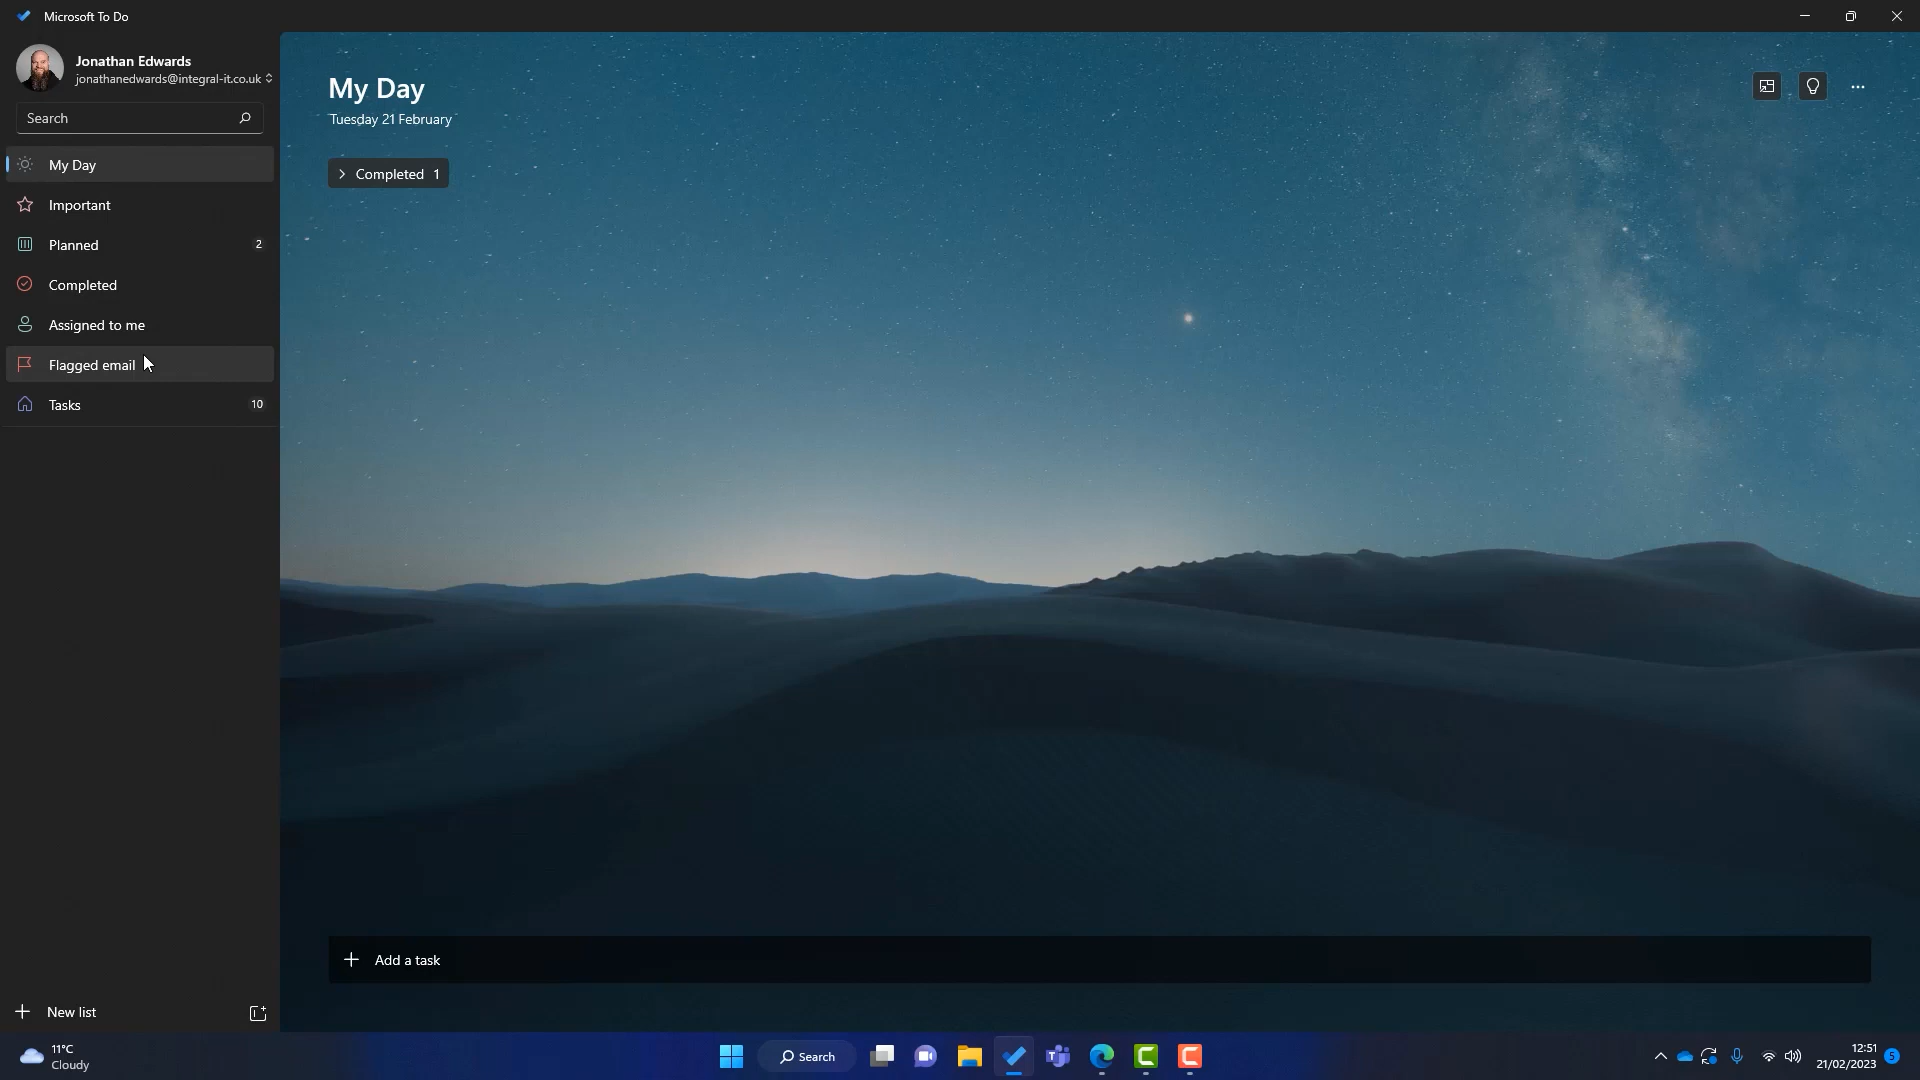 Microsoft To Do
Jonathan Edwards
jonathanedwards@integral-it.co.uk
Search
My Day
Important
Planned 2
Completed
Assigned to me
Flagged email
Tasks 10
New list
My Day
Tuesday 21 February
Completed 1
Add a task
11°C
Cloudy
Search
12:51
21/02/2023
5